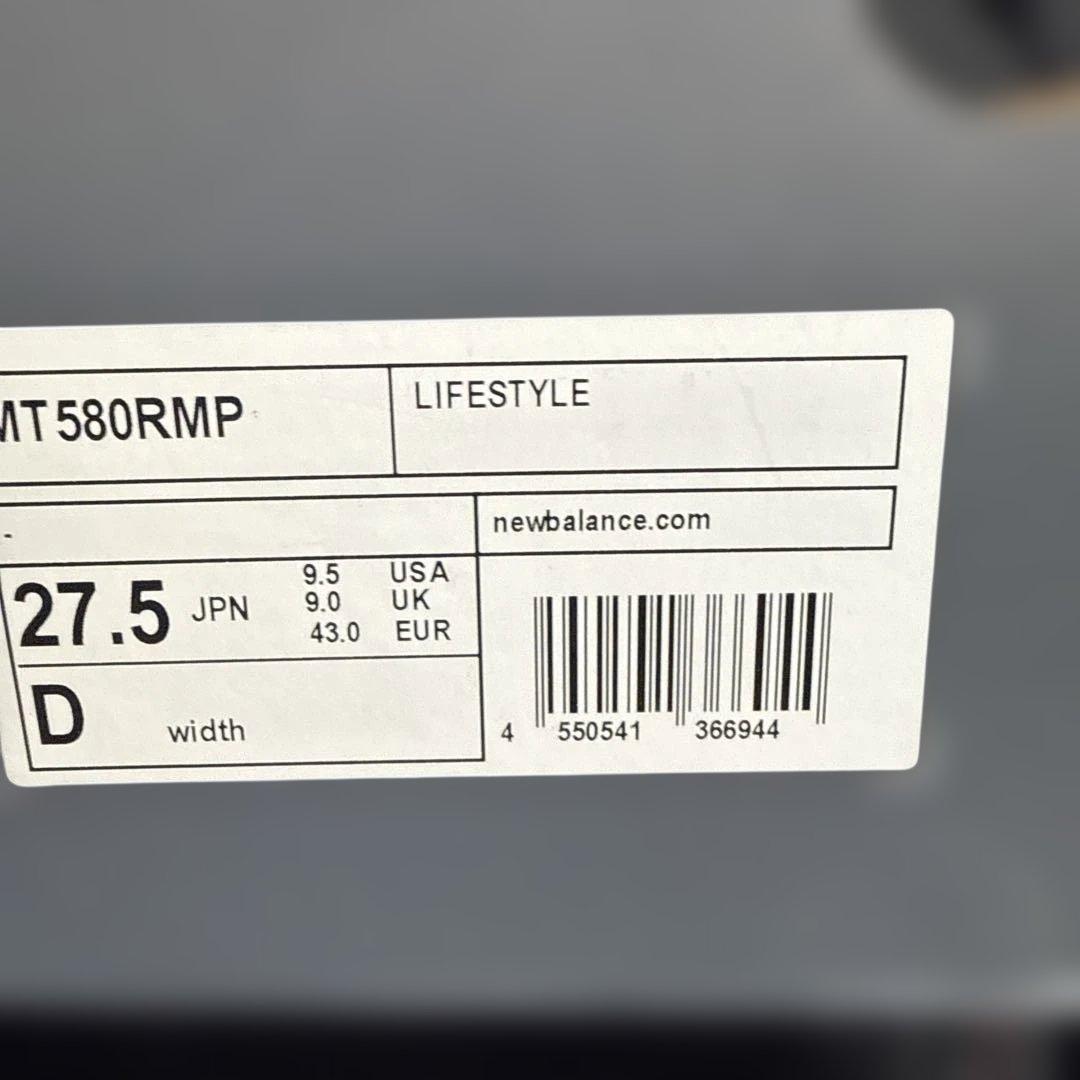 MT580RMP
LIFESTYLE
-
newbalance.com
27.5 JPN
9.5 USA
9.0 UK
43.0 EUR
D width
4 550541 366944